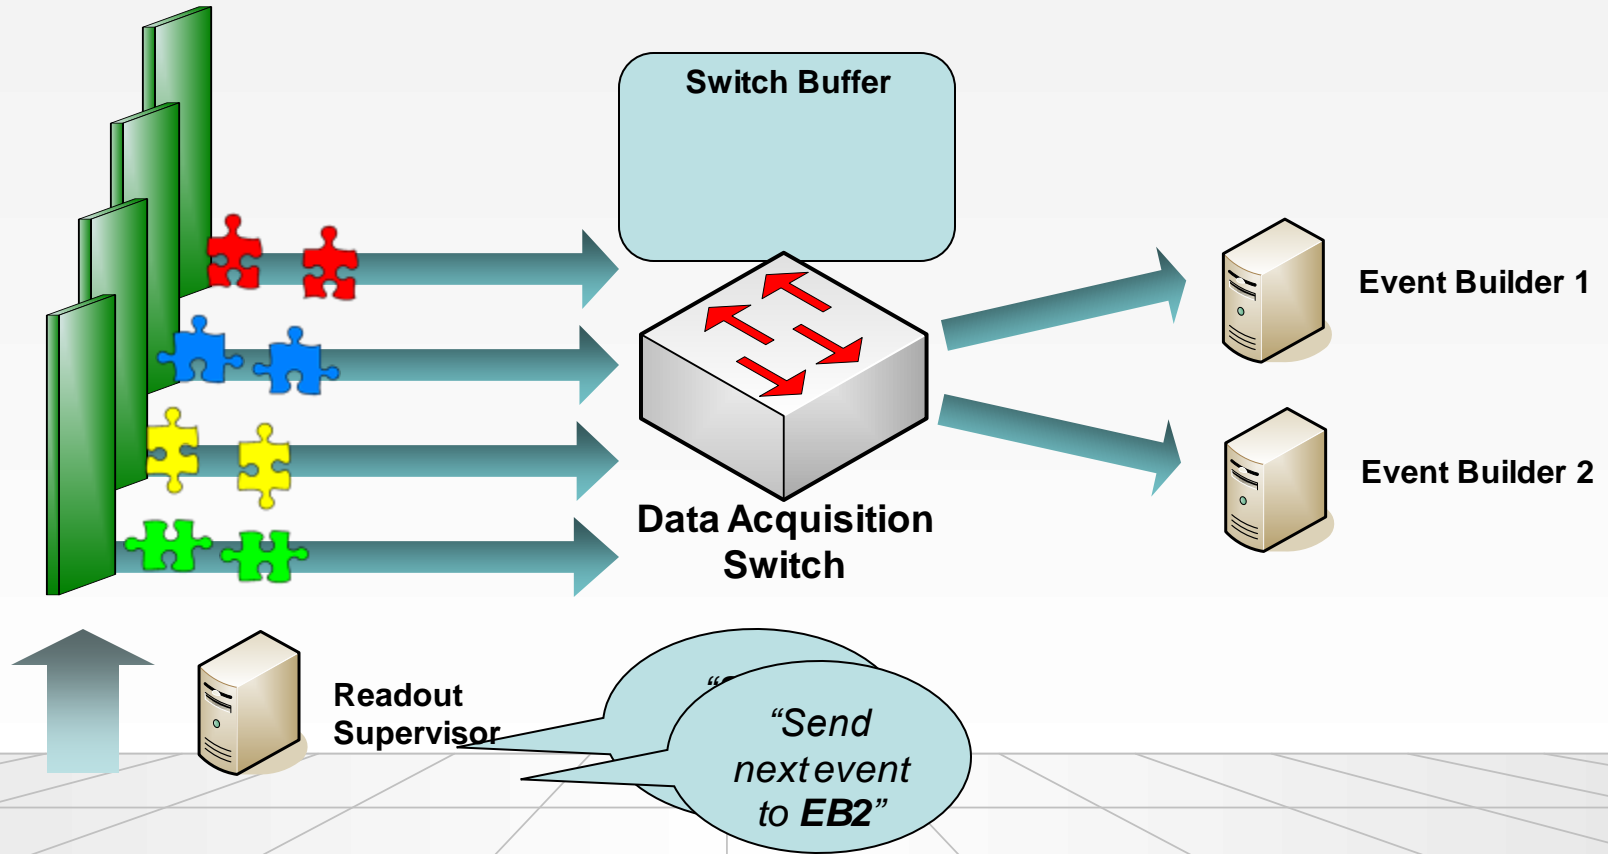 Switch Buffer
Event Builder 1
Event Builder 2
Data Acquisition
Switch
Readout
Supervisor
“Send
next event
to EB2”